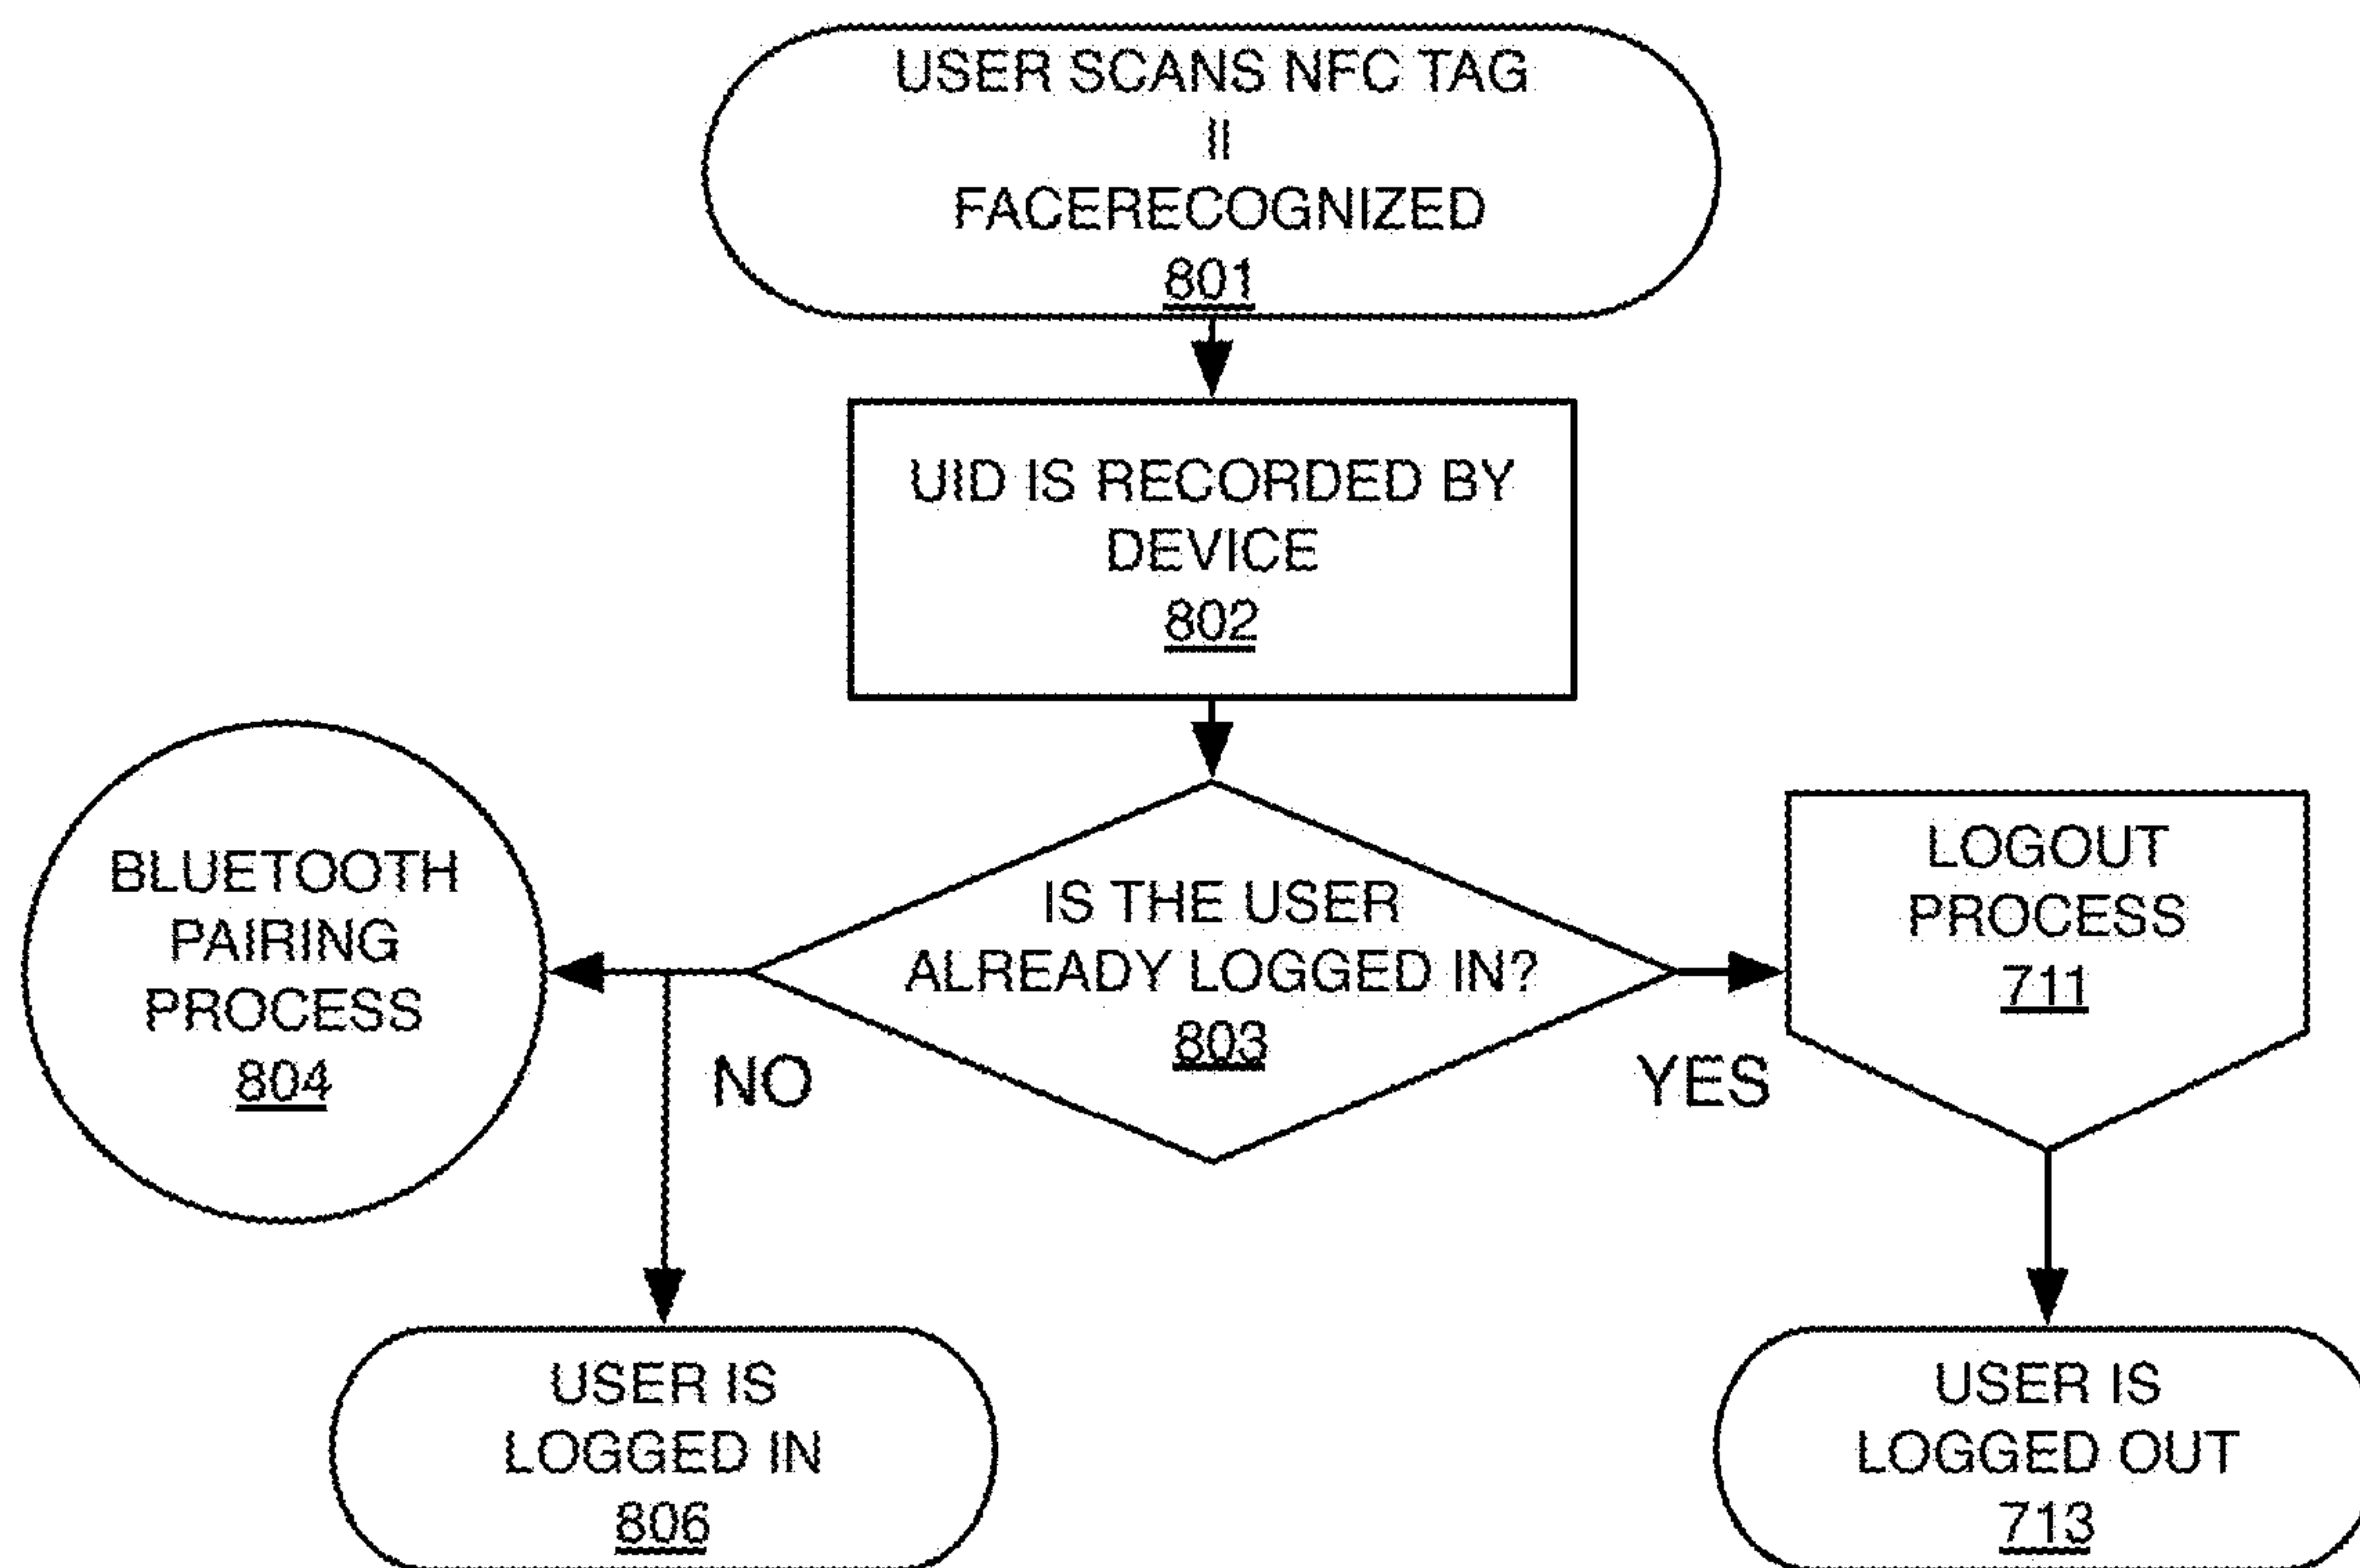 USER SCANS NFC TAG
||
FACERECOGNIZED
801
UID IS RECORDED BY
DEVICE
802
BLUETOOTH
PAIRING
PROCESS
804
IS THE USER
ALREADY LOGGED IN?
803
LOGOUT
PROCESS
711
NO
YES
USER IS
LOGGED IN
806
USER IS
LOGGED OUT
713